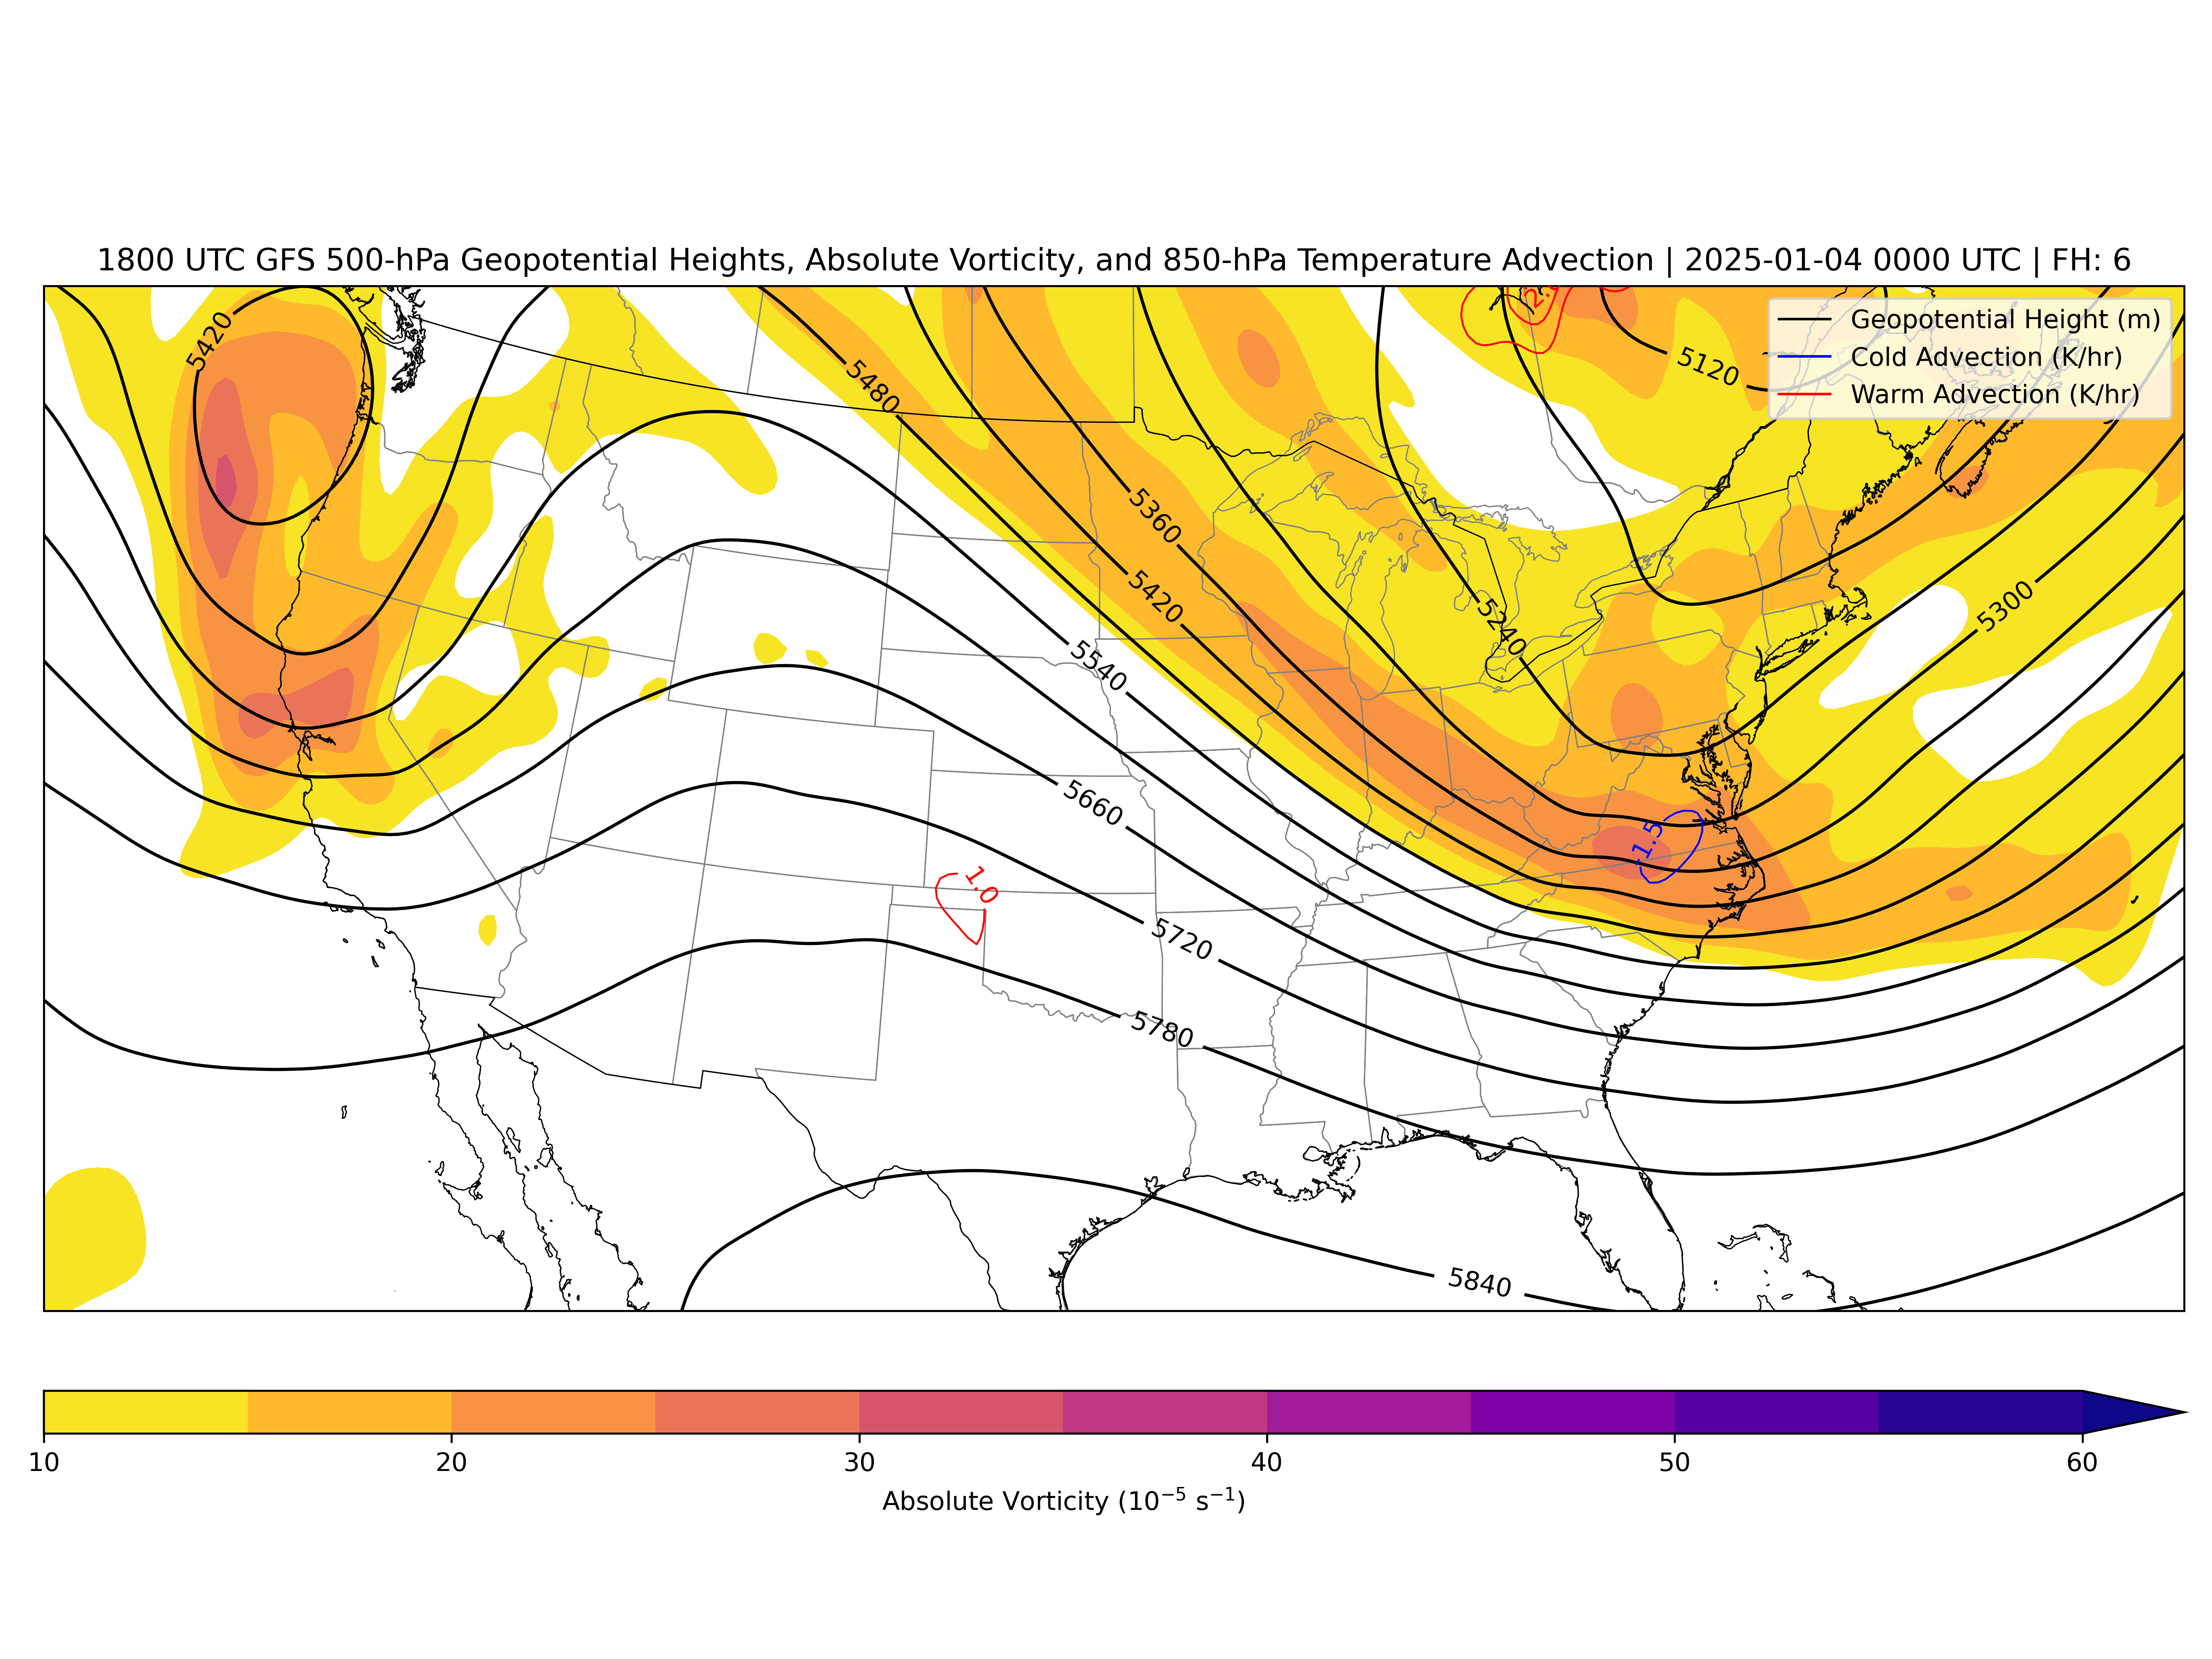 1800 UTC GFS 500-hPa Geopotential Heights, Absolute Vorticity, and 850-hPa Temperature Advection | 2025-01-04 0000 UTC | FH: 6
Geopotential Height (m)
Cold Advection (K/hr)
Warm Advection (K/hr)
5420
5120
5480
5360
5420
5240
5300
5540
5660
-1.5
1.0
5720
5780
5840
10 20 30 40 50 60
Absolute Vorticity (10⁻⁵ s⁻¹)